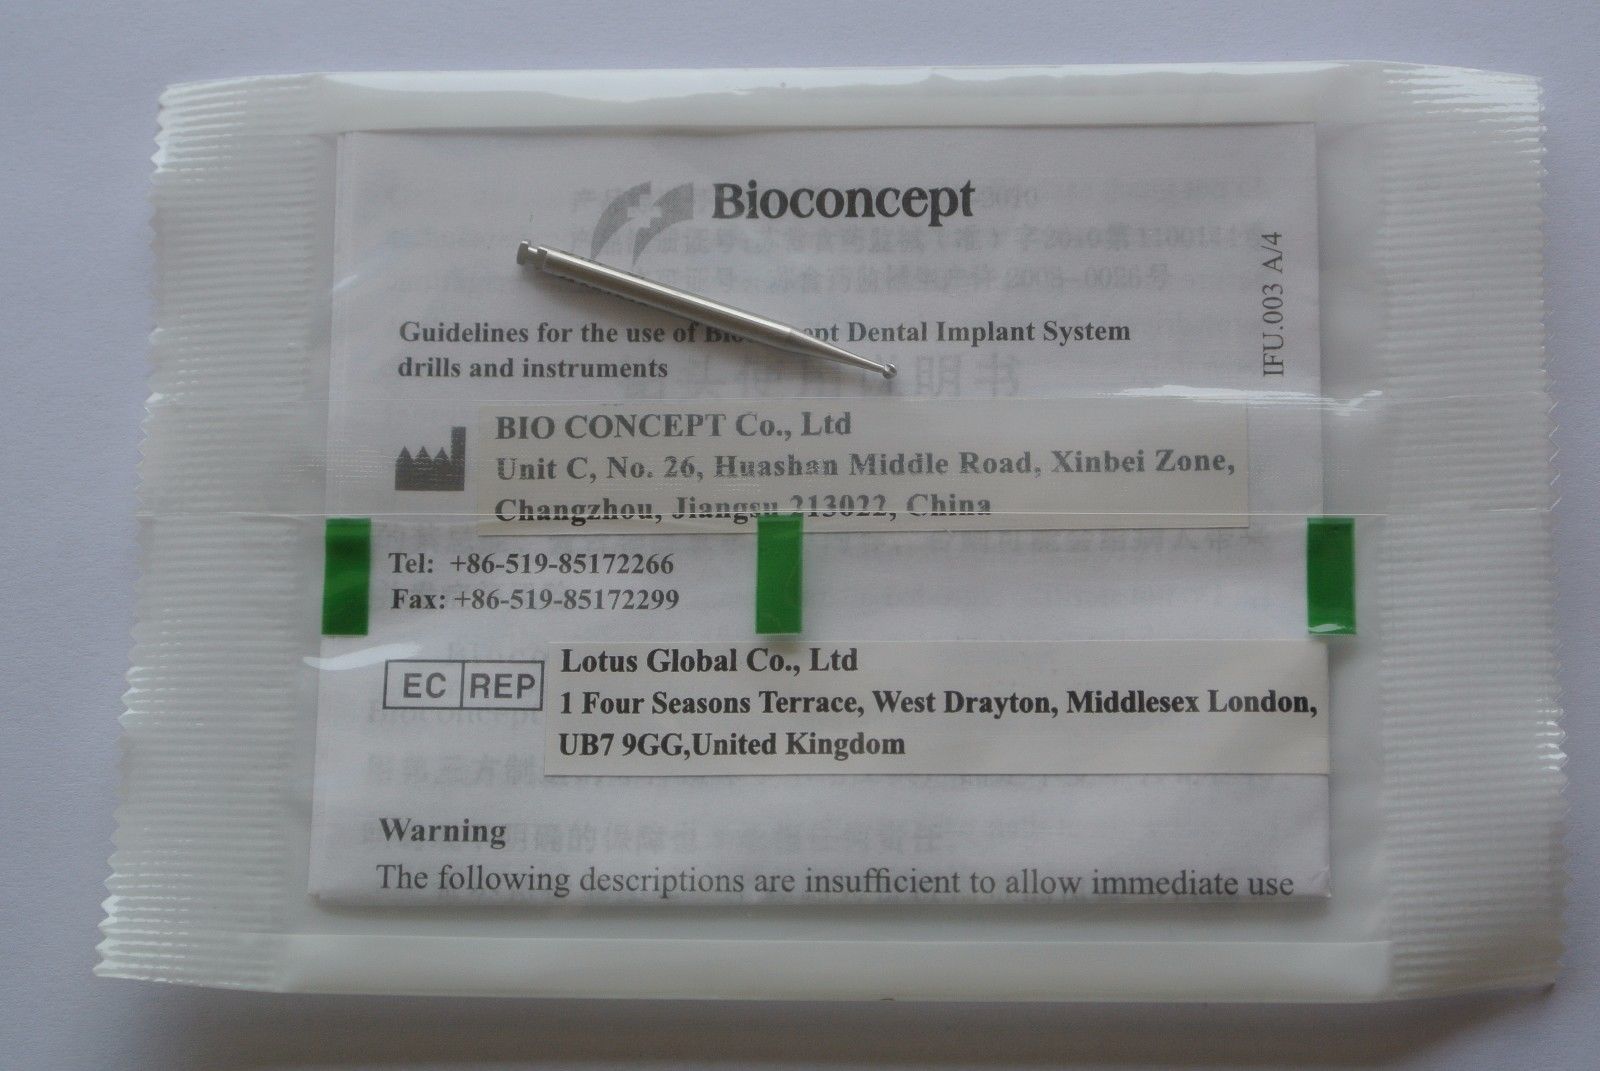 Bioconcept
IFU.003 A/4
Guidelines for the use of Dental Implant System
drills and instruments
BIO CONCEPT Co., Ltd
Unit C, No. 26, Huashan Middle Road, Xinbei Zone,
Changzhou, Jiangsu 213022, China
Tel: +86-519-85172266
Fax: +86-519-85172299
EC REP
Lotus Global Co., Ltd
1 Four Seasons Terrace, West Drayton, Middlesex London,
UB7 9GG,United Kingdom
Warning
The following descriptions are insufficient to allow immediate use